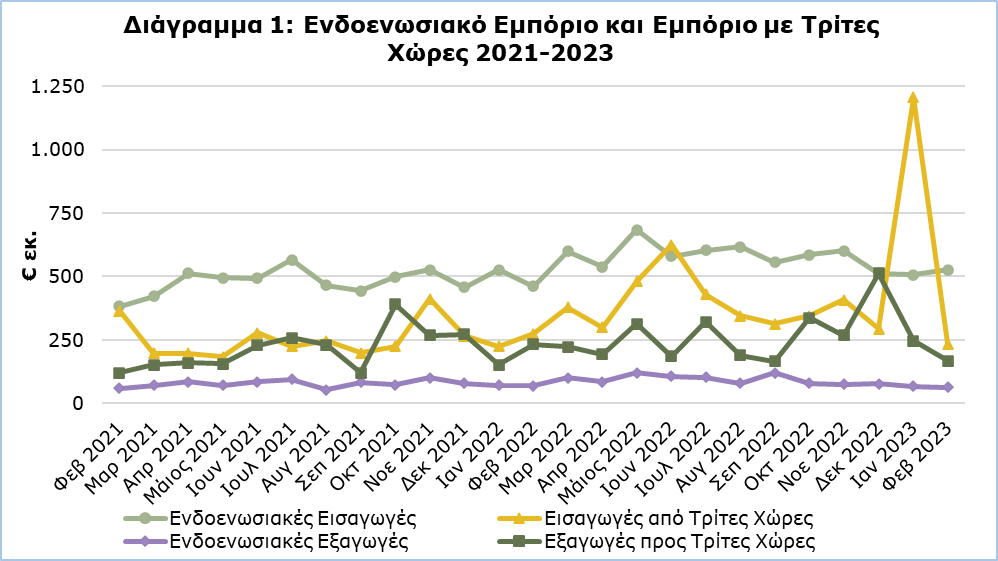 Διάγραμμα 1: Ενδοενωσιακό Εμπόριο και Εμπόριο με Τρίτες
Χώρες 2021-2023
1.250
1.000
750
500
250
0
€ εκ.
Φεβ 2021
Μαρ 2021
Απρ 2021
Μάιος 2021
Ιουν 2021
Ιουλ 2021
Αυγ 2021
Σεπ 2021
Οκτ 2021
Νοε 2021
Δεκ 2021
Ιαν 2022
Φεβ 2022
Μαρ 2022
Απρ 2022
Μάιος 2022
Ιουν 2022
Ιουλ 2022
Αυγ 2022
Σεπ 2022
Οκτ 2022
Νοε 2022
Δεκ 2022
Ιαν 2023
Φεβ 2023
Ενδοενωσιακές Εισαγωγές
Εισαγωγές από Τρίτες Χώρες
Ενδοενωσιακές Εξαγωγές
Εξαγωγές προς Τρίτες Χώρες